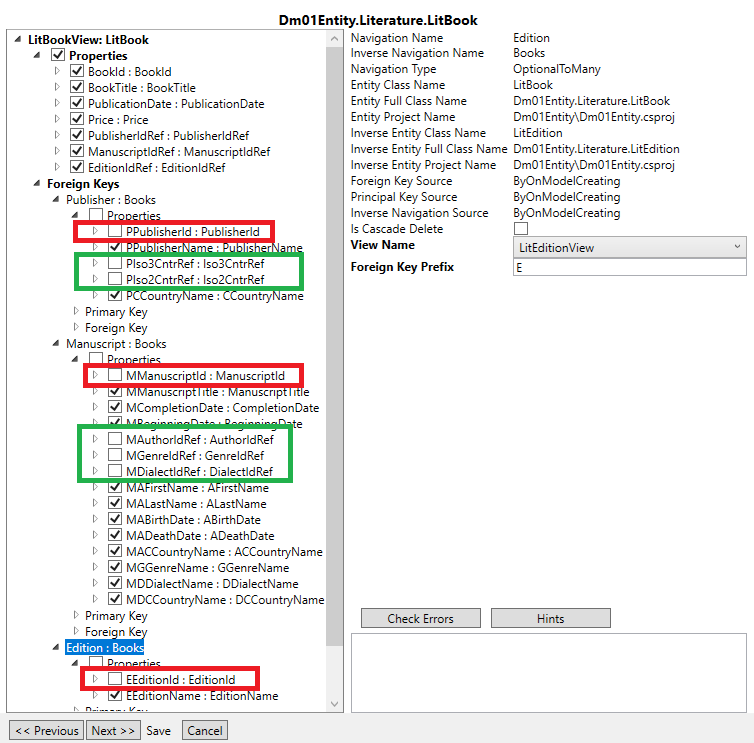 Dm01Entity.Literature.LitBook
LitBookView: LitBook
Properties
BookId : BookId
BookTitle : BookTitle
PublicationDate : PublicationDate
Price : Price
PublisherIdRef : PublisherIdRef
ManuscriptIdRef : ManuscriptIdRef
EditionIdRef : EditionIdRef
Foreign Keys
Publisher : Books
Properties
PPublisherId : PublisherId
PPublisherName : PublisherName
PIso3CntrRef : Iso3CntrRef
PIso2CntrRef : Iso2CntrRef
PCCountryName : CCountryName
Primary Key
Foreign Key
Manuscript : Books
Properties
MManuscriptId : ManuscriptId
MManuscriptTitle : ManuscriptTitle
MCompletionDate : CompletionDate
MBeginningDate : BeginningDate
MAuthorIdRef : AuthorIdRef
MGenreIdRef : GenreIdRef
MDialectIdRef : DialectIdRef
MAFirstName : AFirstName
MALastName : ALastName
MABirthDate : ABirthDate
MADeathDate : ADeathDate
MACCountryName : ACCountryName
MGGenreName : GGenreName
MDDialectName : DDialectName
MDCCountryName : DCCountryName
Primary Key
Foreign Key
Edition : Books
Properties
EEditionId : EditionId
EEditionName : EditionName
Primary Key
Navigation Name Edition
Inverse Navigation Name Books
Navigation Type OptionalToMany
Entity Class Name LitBook
Entity Full Class Name Dm01Entity.Literature.LitBook
Entity Project Name Dm01Entity\Dm01Entity.csproj
Inverse Entity Class Name LitEdition
Inverse Entity Full Class Name Dm01Entity.Literature.LitEdition
Inverse Entity Project Name Dm01Entity\Dm01Entity.csproj
Foreign Key Source ByOnModelCreating
Principal Key Source ByOnModelCreating
Inverse Navigation Source ByOnModelCreating
Is Cascade Delete
View Name LitEditionView
Foreign Key Prefix E
Check Errors Hints
<< Previous Next >> Save Cancel